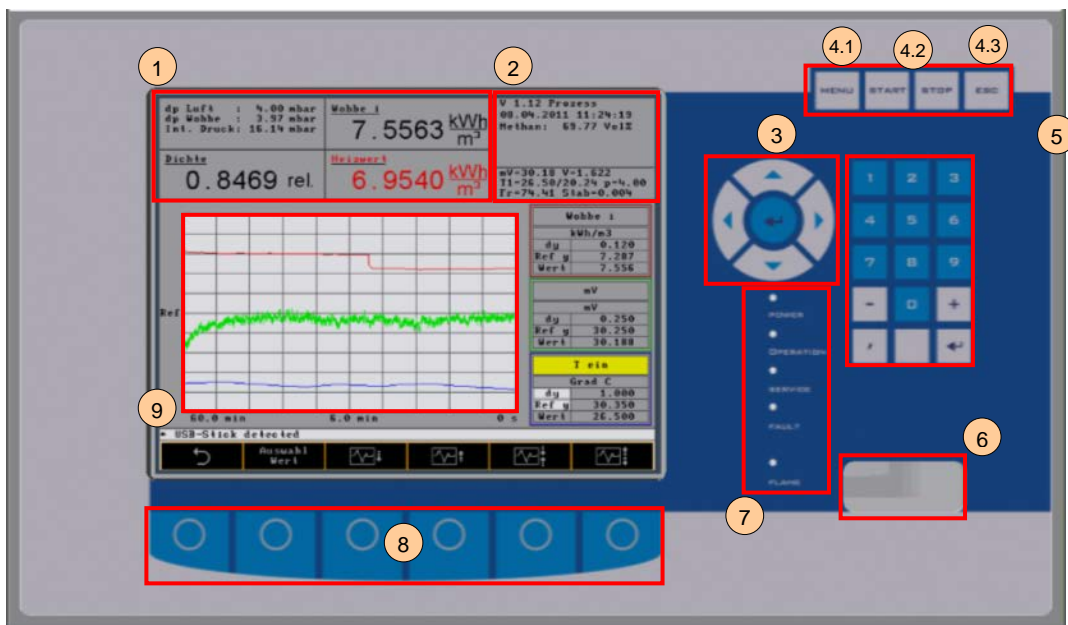 1
2
4.1
4.2
4.3
MENU START STOP ESC
dp Luft : 4.00 mbar
dp Wobbe : 3.97 mbar
Int. Druck: 16.14 mbar
Wobbe i
7.5563 kWh m³
Dichte
0.8469 rel.
Heizwert
6.9540 kWh m³
V 1.12 Prozess
08.04.2011 11:24:19
Methan: 69.77 Vol%
mV=30.18 V=1.622
T1=26.50/20.24 p=4.00
Fr=74.41 Stab=0.004
3
5
1 2 3
4 5 6
7 8 9
- 0 +
,
Ref
Wobbe i
kWh/m3
dy 0.120
Ref y 7.287
Wert 7.556
mV
mV
dy 0.250
Ref y 30.250
Wert 30.188
T ein
Grad C
dy 1.000
Ref y 30.350
Wert 26.500
60.0 min 6.0 min 0 s
9
* USB-Stick detected
Auswahl
Wert
POWER
OPERATION
SERVICE
FAULT
FLAME
6
7
8